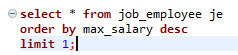 select * from job_employee je
order by max_salary desc
limit 1;